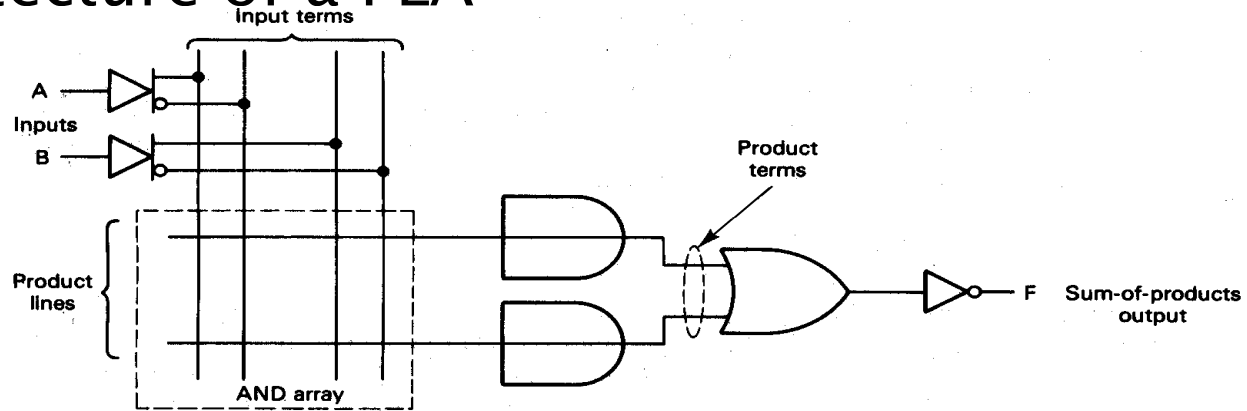 Input terms
A
Inputs
B
Product
terms
Product
lines
AND array
F
Sum-of-products
output